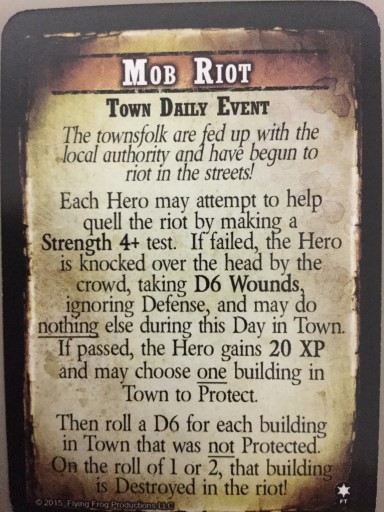 MOB RIOT
TOWN DAILY EVENT
The townsfolk are fed up with the
local authority and have begun to
riot in the streets!
Each Hero may attempt to help
quell the riot by making a
Strength 4+ test. If failed, the Hero
is knocked over the head by the
crowd, taking D6 Wounds,
ignoring Defense, and may do
nothing else during this Day in Town.
If passed, the Hero gains 20 XP
and may choose one building in
Town to Protect.
Then roll a D6 for each building
in Town that was not Protected.
On the roll of 1 or 2, that building
is Destroyed in the riot!
© 2015, Flying Frog Productions LLC
FT